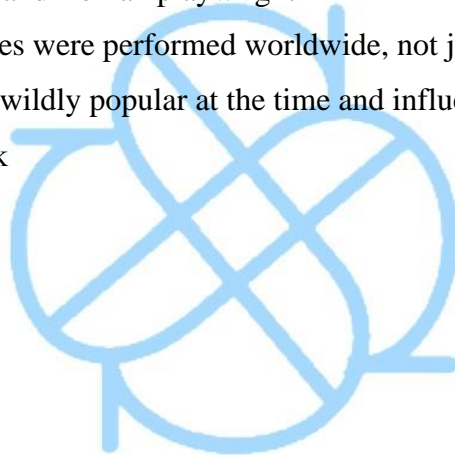 es were performed worldwide, not j
wildly popular at the time and influ
k